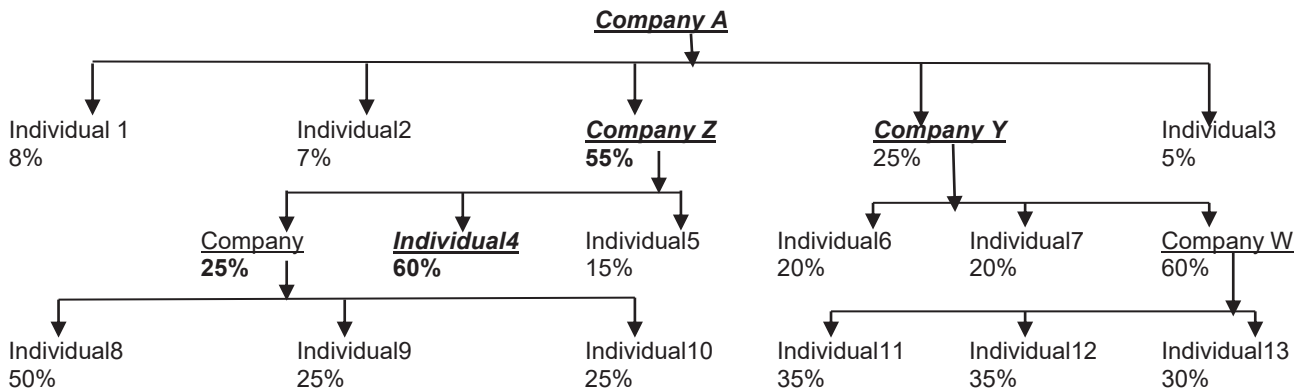 Company A
Individual 1 Individual2 Company Z Company Y Individual3
8% 7% 55% 25% 5%
Company Individual4 Individual5 Individual6 Individual7 Company W
25% 60% 15% 20% 20% 60%
Individual8 Individual9 Individual10 Individual11 Individual12 Individual13
50% 25% 25% 35% 35% 30%